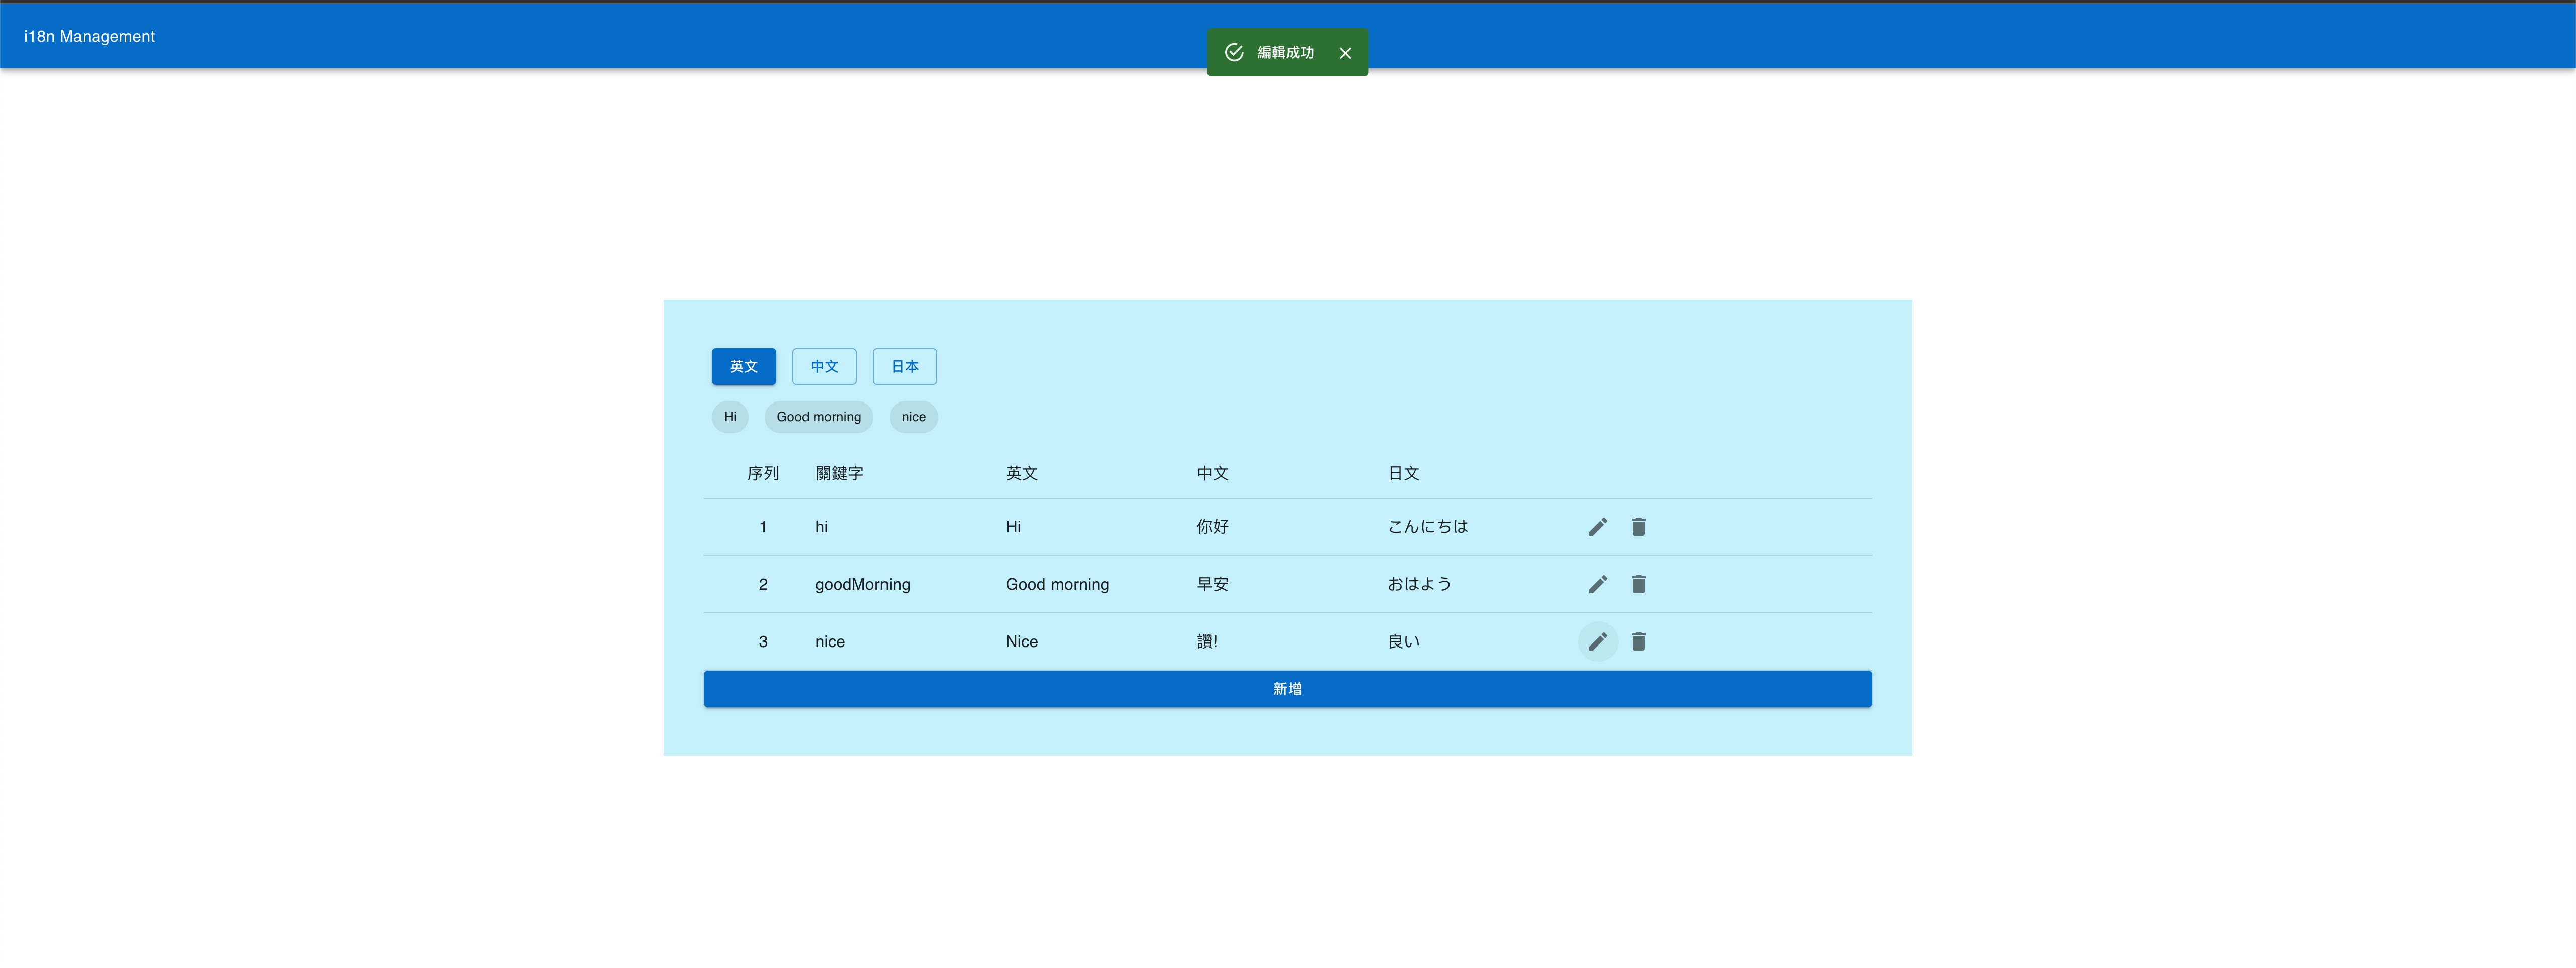 i18n Management
編輯成功
英文 中文 日本
Hi Good morning nice
序列 關鍵字 英文 中文 日文
1 hi Hi 你好 こんにちは
2 goodMorning Good morning 早安 おはよう
3 nice Nice 讚! 良い
新增